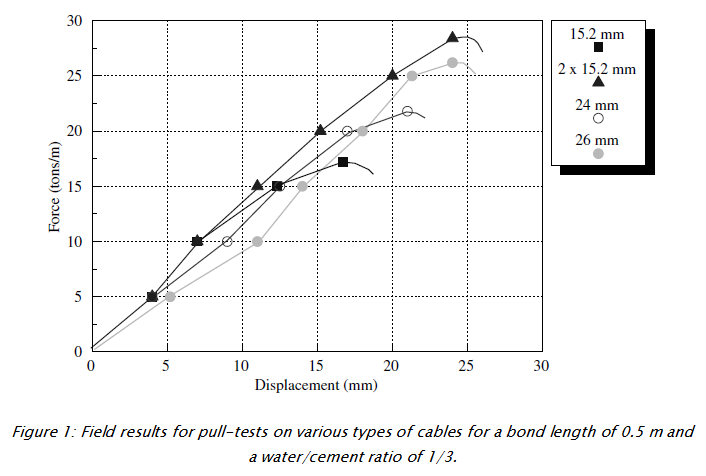 30
25
20
15
10
5
0
Force (tons/m)
0 5 10 15 20 25 30
Displacement (mm)
15.2 mm
2 x 15.2 mm
24 mm
26 mm
Figure 1: Field results for pull-tests on various types of cables for a bond length of 0.5 m and
a water/cement ratio of 1/3.